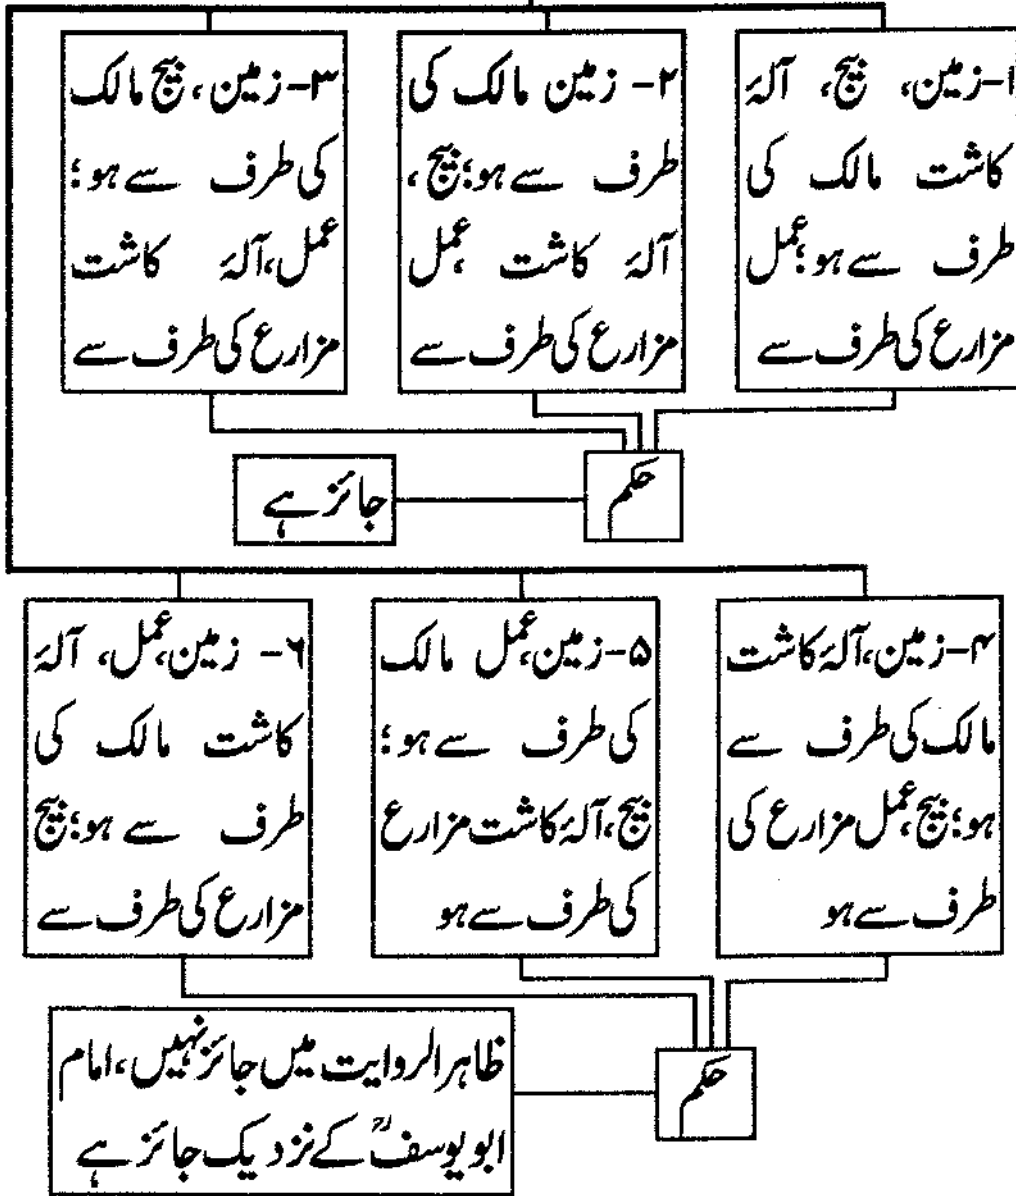 ۱-زمین، بیج، آلۂ
کاشت مالک کی
طرف سے ہو؛عمل
مزارع کی طرف سے
۲- زمین مالک کی
طرف سے ہو؛بیج،
آلۂ کاشت ،عمل
مزارع کی طرف سے
۳-زمین، بیج مالک
کی طرف سے ہو؛
عمل،آلۂ کاشت
مزارع کی طرف سے
حکم
جائز ہے
۴-زمین،آلۂ کاشت
مالک کی طرف سے
ہو؛بیج،عمل مزارع کی
طرف سے ہو
۵-زمین،عمل مالک
کی طرف سے ہو؛
بیج،آلۂ کاشت مزارع
کی طرف سے ہو
۶- زمین،عمل، آلۂ
کاشت مالک کی
طرف سے ہو؛بیج
مزارع کی طرف سے
حکم
ظاہر الروایت میں جائز نہیں،امام
ابو یوسفؒ کے نزدیک جائز ہے